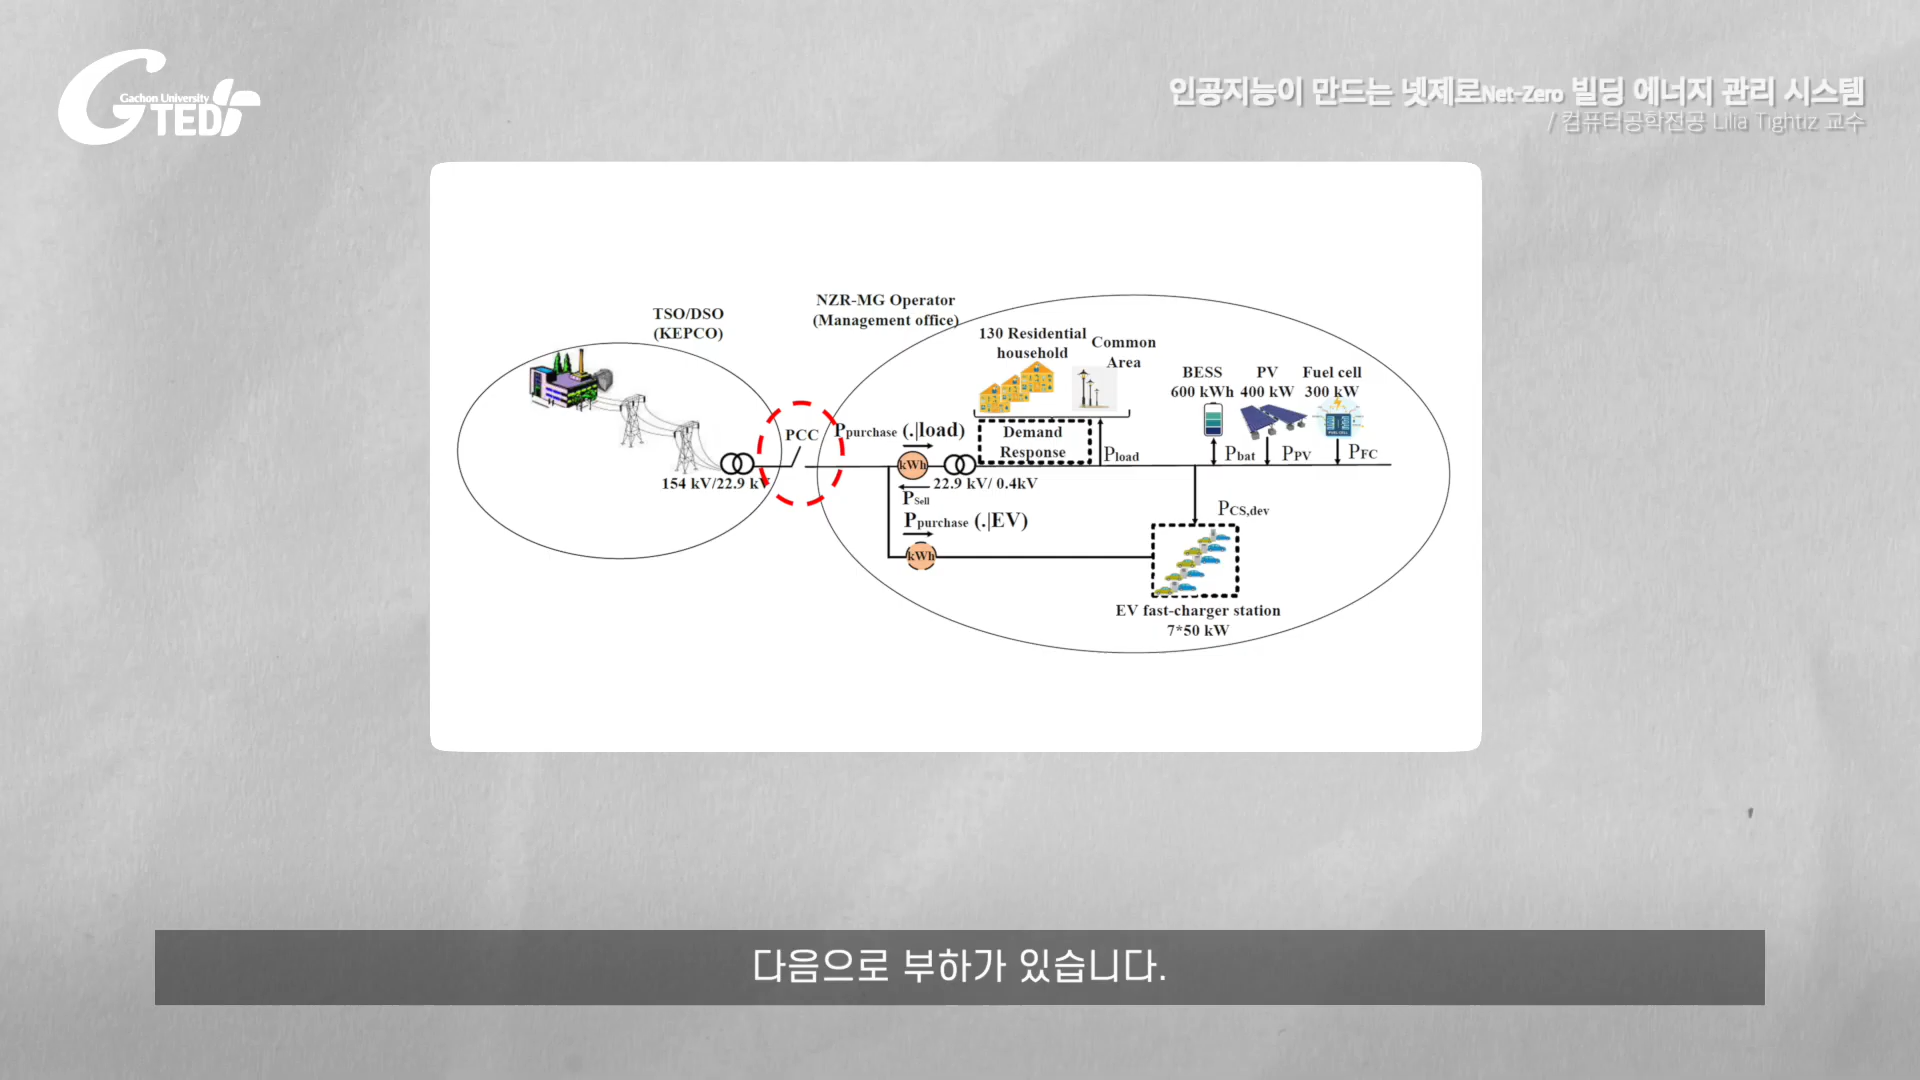 Gachon University
GTED
인공지능이 만드는 넷제로Net-Zero 빌딩 에너지 관리 시스템
/ 컴퓨터공학전공 Lilia Tightiz 교수
TSO/DSO
(KEPCO)
NZR-MG Operator
(Management office)
130 Residential
household
Common
Area
BESS
600 kWh
PV
400 kW
Fuel cell
300 kW
PCC
Ppurchase (.|load)
Demand
Response
Pload
Pbat
PPV
PFC
kWh
154 kV/22.9 kV
22.9 kV/ 0.4kV
PSell
Ppurchase (.|EV)
kWh
PCS,dev
EV fast-charger station
7*50 kW
다음으로 부하가 있습니다.